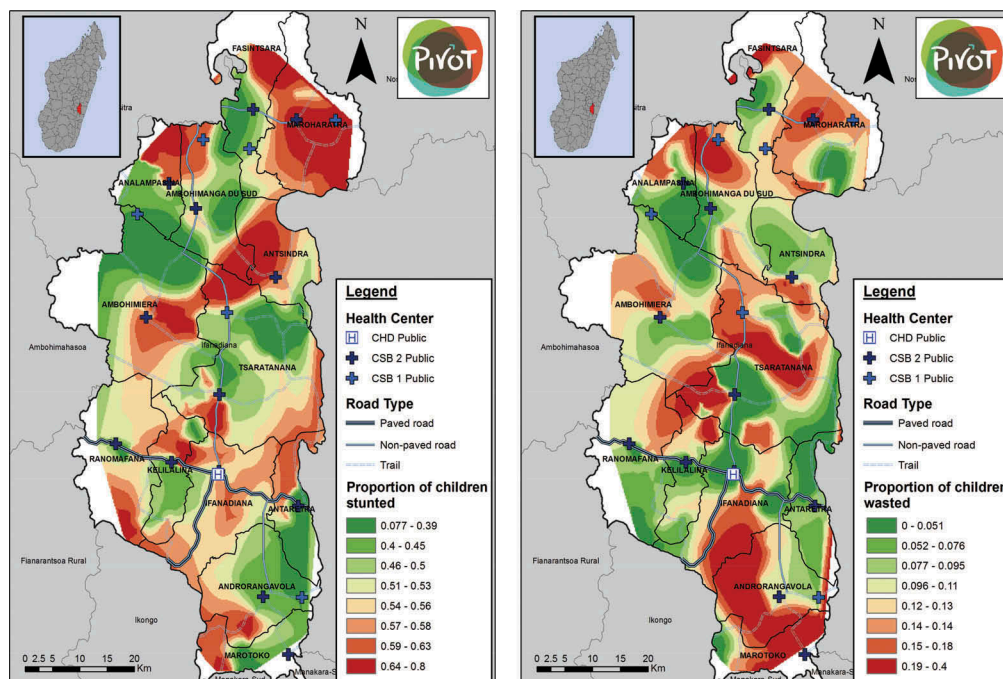 N
PIVOT
FASINTSARA
MAROHARATRA
ANALAMPASINA
AMBOHIMANGA DU SUD
ANTSINDRA
AMBOHIMIERA
Ambohimahasoa
Ifanadiana
TSARATANANA
RANOMAFANA
KELILALINA
IFANADIANA
ANTARETRA
Fianarantsoa Rural
ANDRORANGAVOLA
Ikongo
MAROTOKO
0 2.5 5 10 15 20
Km
Legend
Health Center
H CHD Public
CSB 2 Public
CSB 1 Public
Road Type
Paved road
Non-paved road
Trail
Proportion of children
stunted
0.077 - 0.39
0.4 - 0.45
0.46 - 0.5
0.51 - 0.53
0.54 - 0.56
0.57 - 0.58
0.59 - 0.63
0.64 - 0.8
N
PIVOT
FASINTSARA
MAROHARATRA
ANALAMPASINA
AMBOHIMANGA DU SUD
ANTSINDRA
AMBOHIMIERA
Ambohimahasoa
Ifanadiana
TSARATANANA
RANOMAFANA
KELILALINA
IFANADIANA
ANTARETRA
Fianarantsoa Rural
ANDRORANGAVOLA
Ikongo
MAROTOKO
0 2.5 5 10 15 20
Km
Legend
Health Center
H CHD Public
CSB 2 Public
CSB 1 Public
Road Type
Paved road
Non-paved road
Trail
Proportion of children
wasted
0 - 0.051
0.052 - 0.076
0.077 - 0.095
0.096 - 0.11
0.12 - 0.13
0.14 - 0.14
0.15 - 0.18
0.19 - 0.4